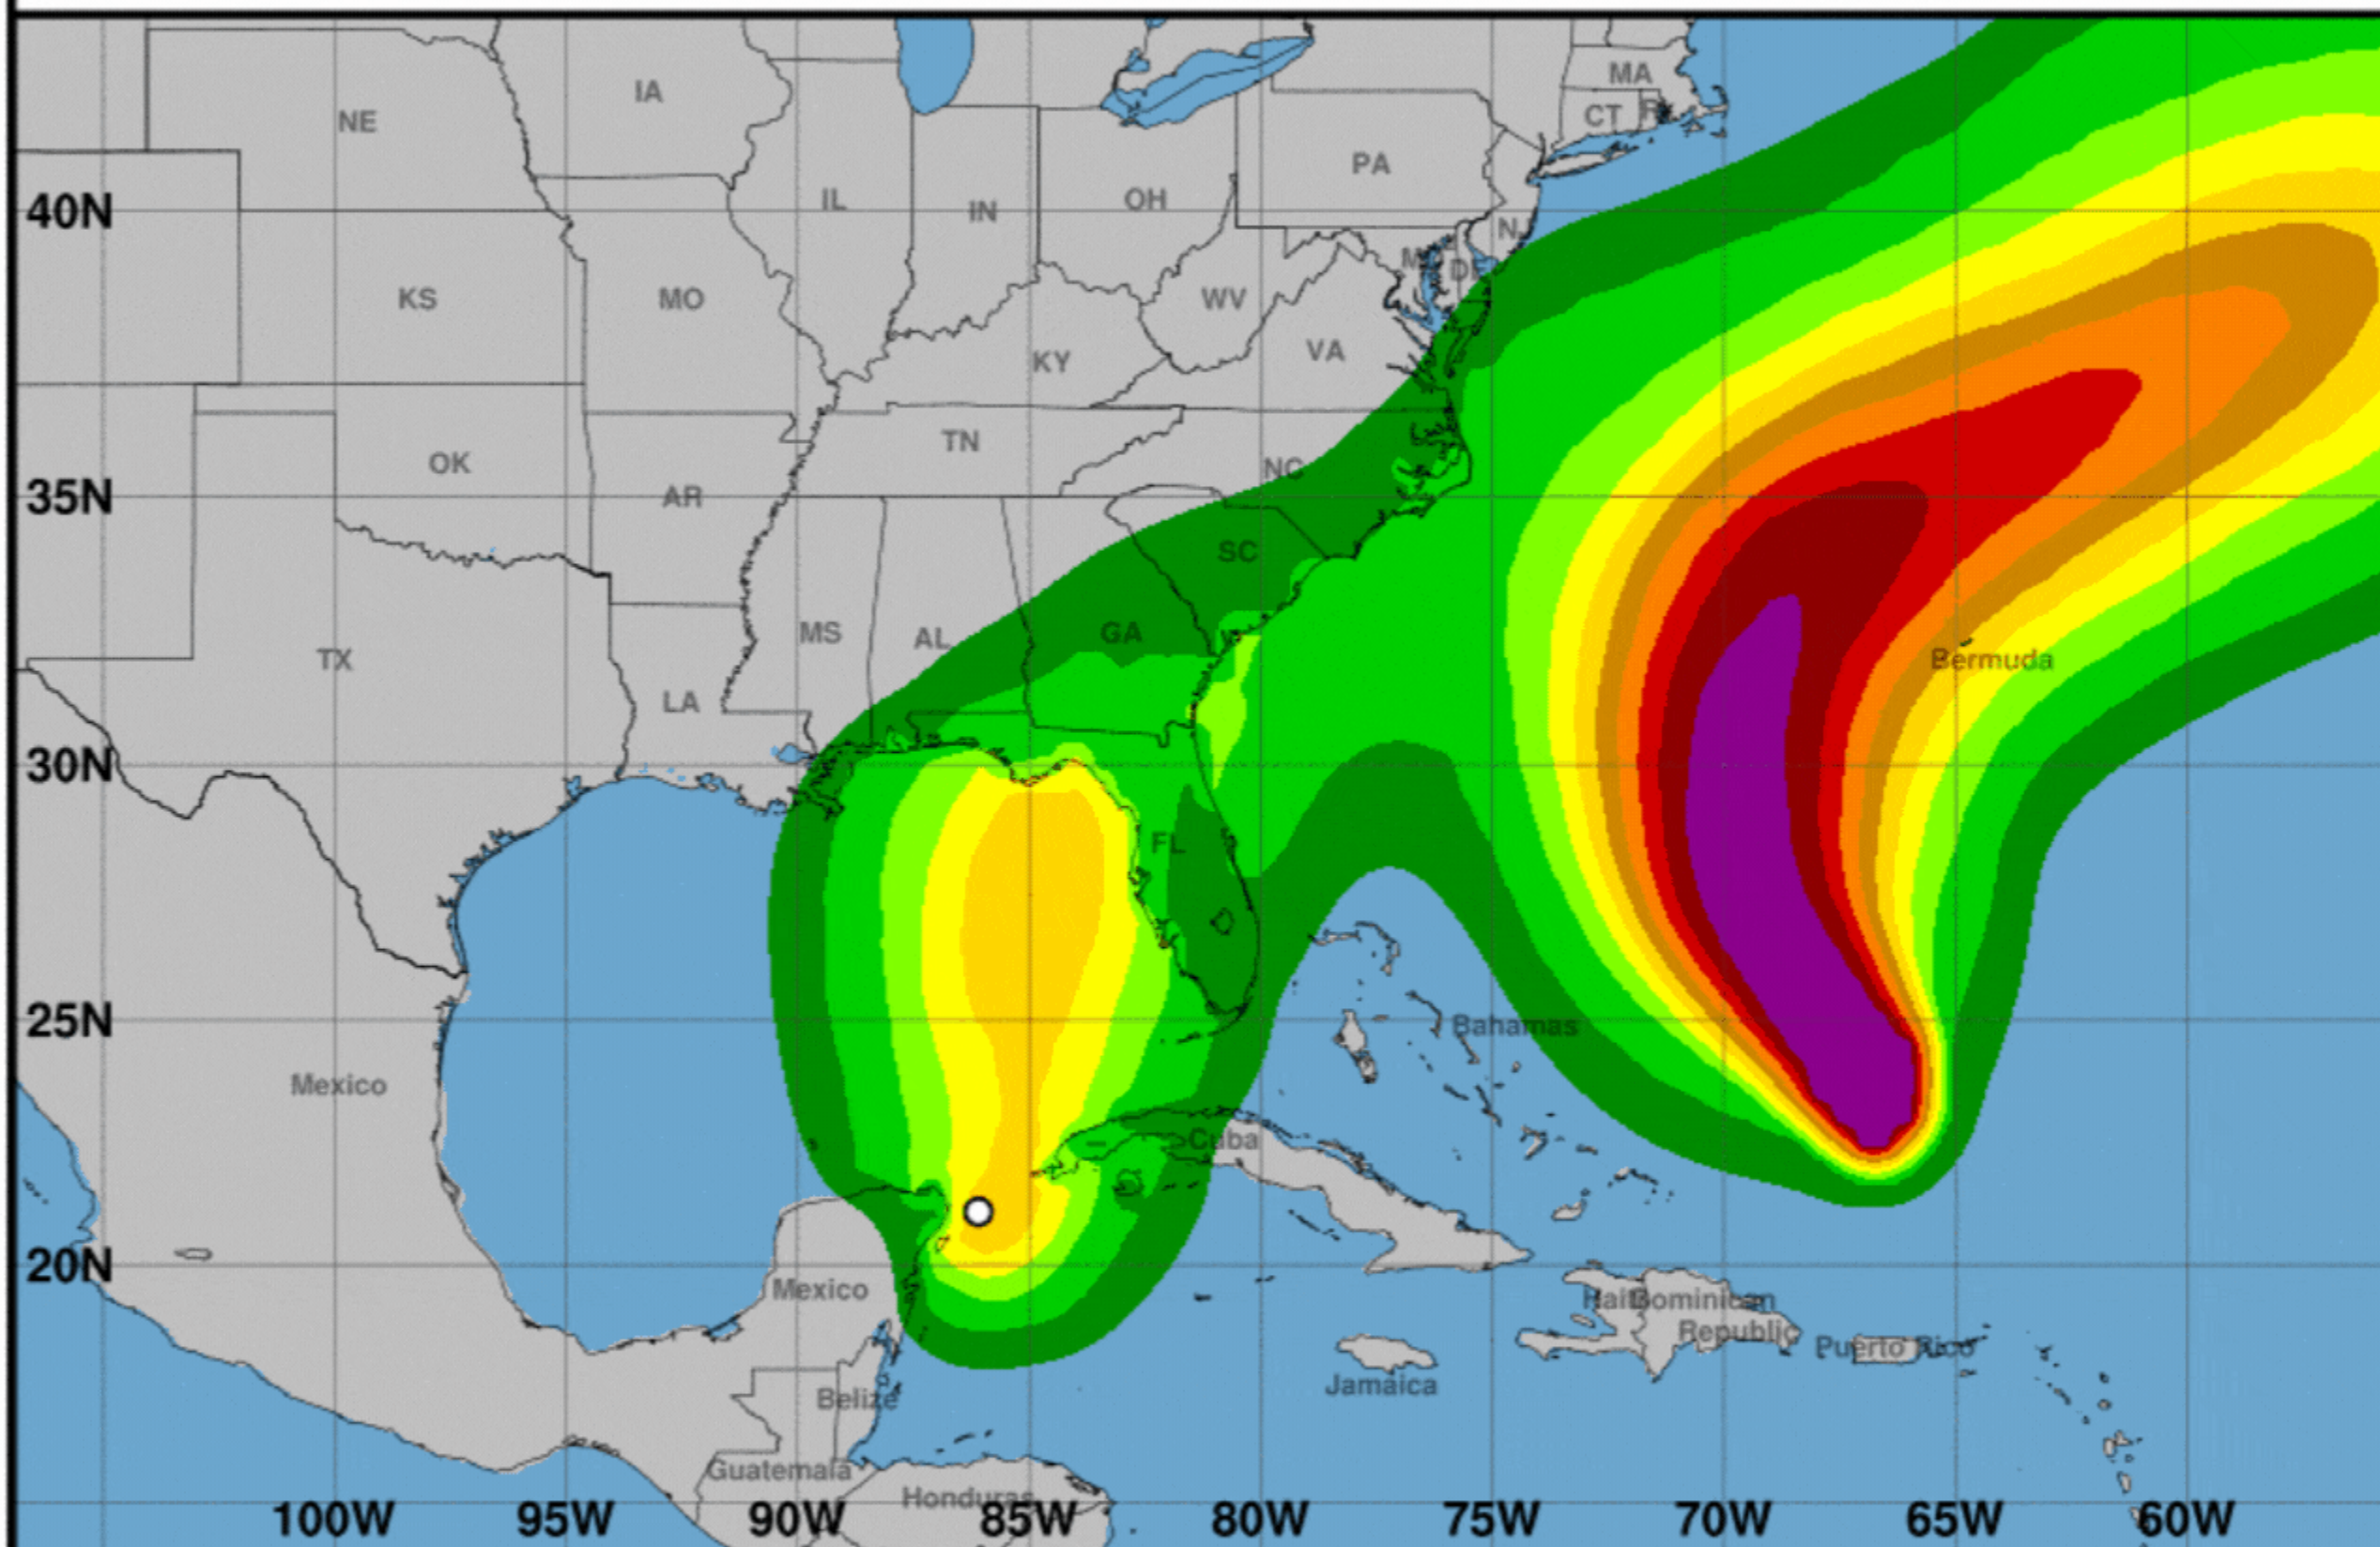 MA
IA
CT
NE
PA
IL
IN
OH
40N
DE
KS
MO
WV
VA
KY
TN
OK
NC
35N
AR
SC
MS
AL
GA
TX
Bermuda
LA
30N
FL
25N
Bahamas
Mexico
Cuba
20N
Mexico
Haiti
Dominican
Republic
Puerto Rico
Jamaica
Belize
Guatemala
Honduras
100W 95W 90W 85W 80W 75W 70W 65W 60W